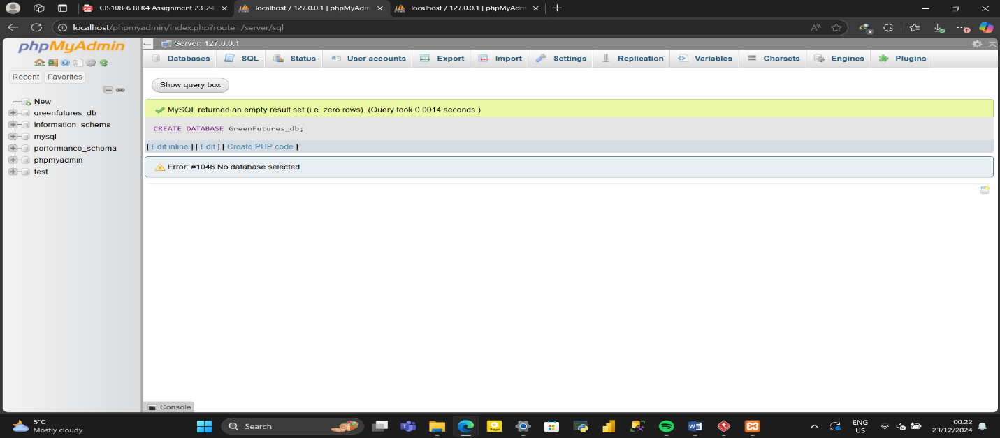 CIS108-6 BLK4 Assignment 23-24
localhost / 127.0.0.1 | phpMyAdm
localhost / 127.0.0.1 | phpMyAdm
localhost/phpmyadmin/index.php?route=/server/sql
phpMyAdmin
Recent Favorites
New
greenfutures_db
information_schema
mysql
performance_schema
phpmyadmin
test
Server: 127.0.0.1
Databases SQL Status User accounts Export Import Settings Replication Variables Charsets Engines Plugins
Show query box
MySQL returned an empty result set (i.e. zero rows). (Query took 0.0014 seconds.)
CREATE DATABASE GreenFutures_db;
[ Edit inline ] [ Edit ] [ Create PHP code ]
Error: #1046 No database selected
Console
5°C
Mostly cloudy
Search
ENG
US
00:22
23/12/2024